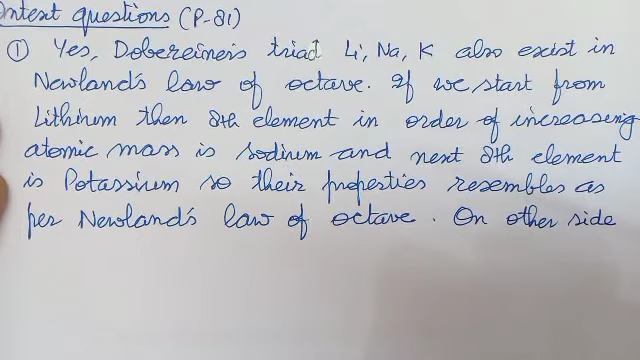 Intext questions (P-81)
① Yes, Dobereiner's triad Li, Na, K also exist in
Newland's law of octave. If we start from
Lithium then 8th element in order of increasing
atomic mass is sodium and next 8th element
is Potassium so their properties resembles as
per Newland's law of octave. On other side